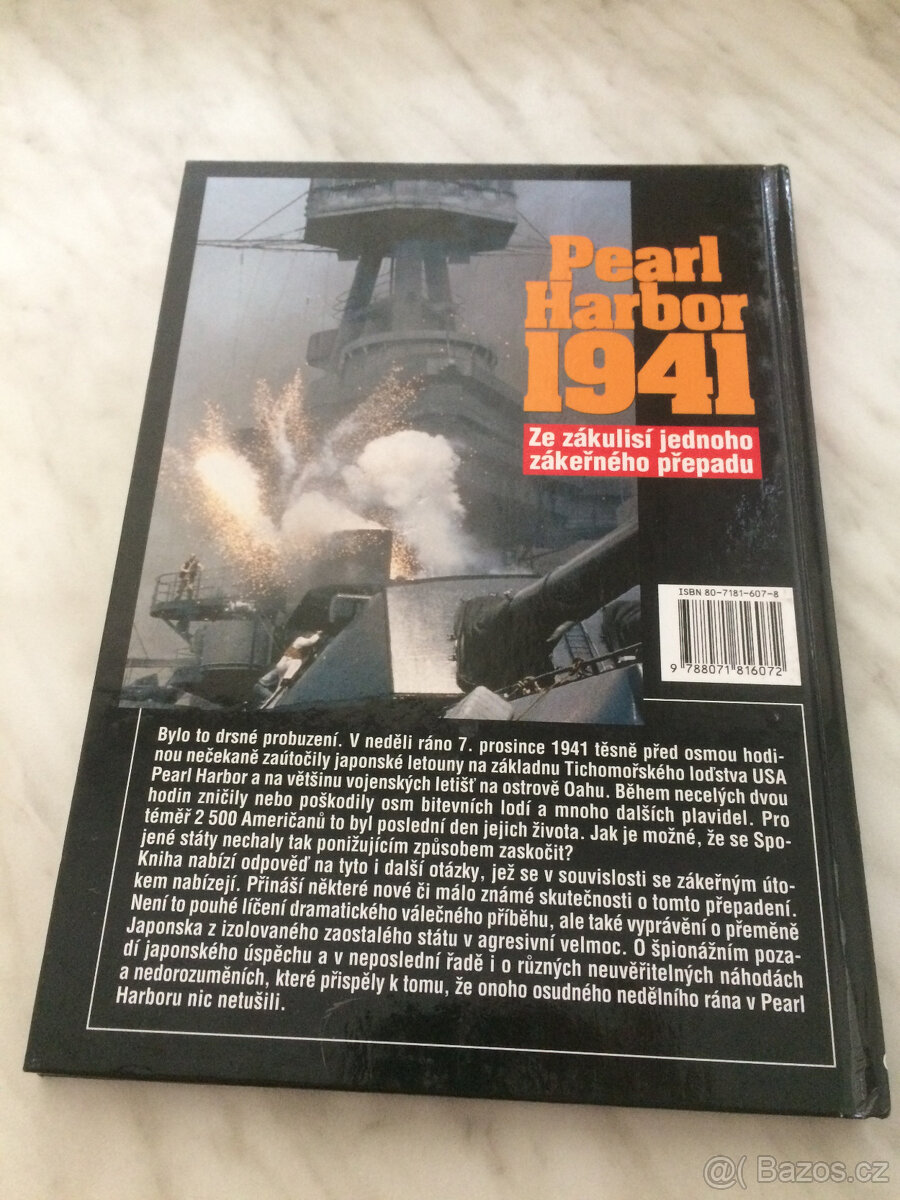 Pearl
Harbor
1941
Ze zákulisí jednoho
zákeřného přepadu
ISBN 80-7181-607-8
9 788071 816072
Bylo to drsné probuzení. V neděli ráno 7. prosince 1941 těsně před osmou hodi-
nou nečekaně zaútočily japonské letouny na základnu Tichomořského loďstva USA
Pearl Harbor a na většinu vojenských letišť na ostrově Oahu. Během necelých dvou
hodin zničily nebo poškodily osm bitevních lodí a mnoho dalších plavidel. Pro
téměř 2 500 Američanů to byl poslední den jejich života. Jak je možné, že se Spo-
jené státy nechaly tak ponižujícím způsobem zaskočit?
Kniha nabízí odpověď na tyto i další otázky, jež se v souvislosti se zákeřným úto-
kem nabízejí. Přináší některé nové či málo známé skutečnosti o tomto přepadení.
Není to pouhé líčení dramatického válečného příběhu, ale také vyprávění o přeměně
Japonska z izolovaného zaostalého státu v agresivní velmoc. O špionážním poza-
dí japonského úspěchu a v neposlední řadě i o různých neuvěřitelných náhodách
a nedorozuměních, které přispěly k tomu, že onoho osudného nedělního rána v Pearl
Harboru nic netušili.
@( Bazos.cz